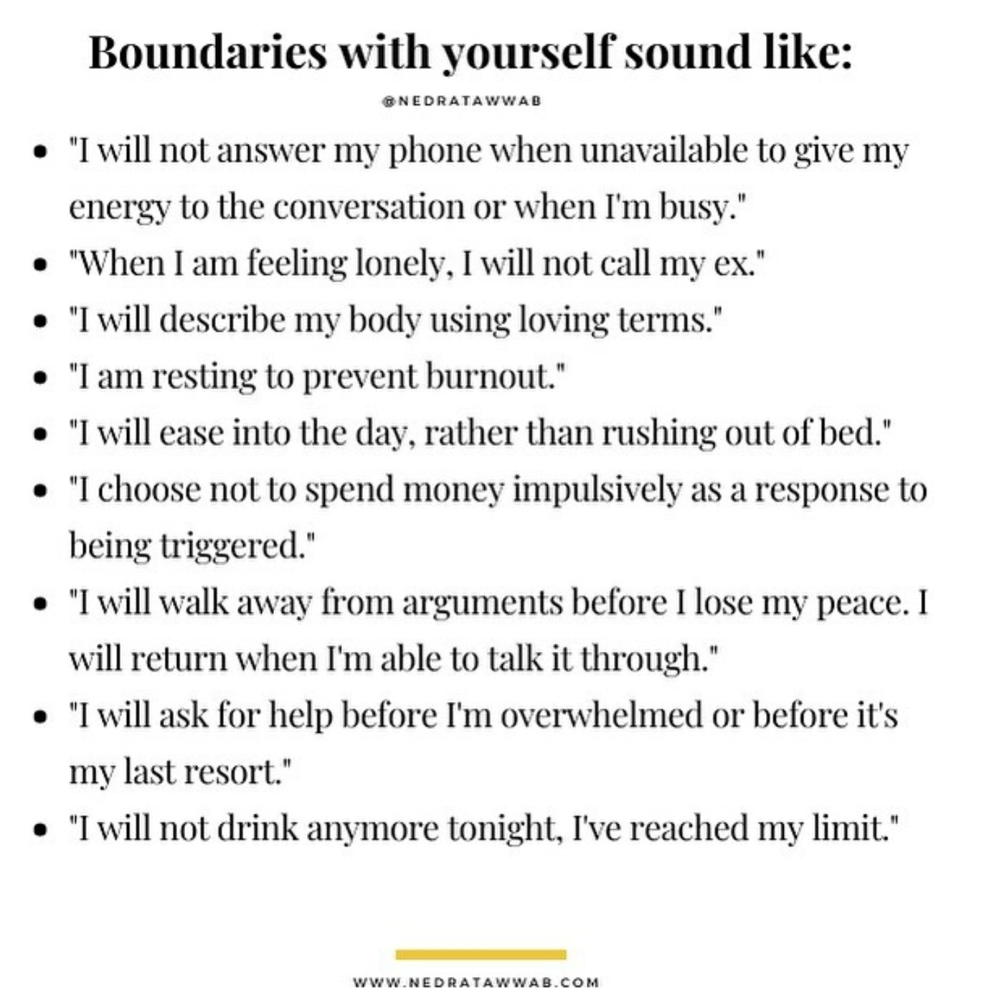 Boundaries with yourself sound like:
@NEDRATAWWAB
• "I will not answer my phone when unavailable to give my
energy to the conversation or when I'm busy."
• "When I am feeling lonely, I will not call my ex."
• "I will describe my body using loving terms."
• "I am resting to prevent burnout."
• "I will ease into the day, rather than rushing out of bed."
• "I choose not to spend money impulsively as a response to
being triggered."
• "I will walk away from arguments before I lose my peace. I
will return when I'm able to talk it through."
• "I will ask for help before I'm overwhelmed or before it's
my last resort."
• "I will not drink anymore tonight, I've reached my limit."
WWW.NEDRATAWWAB.COM